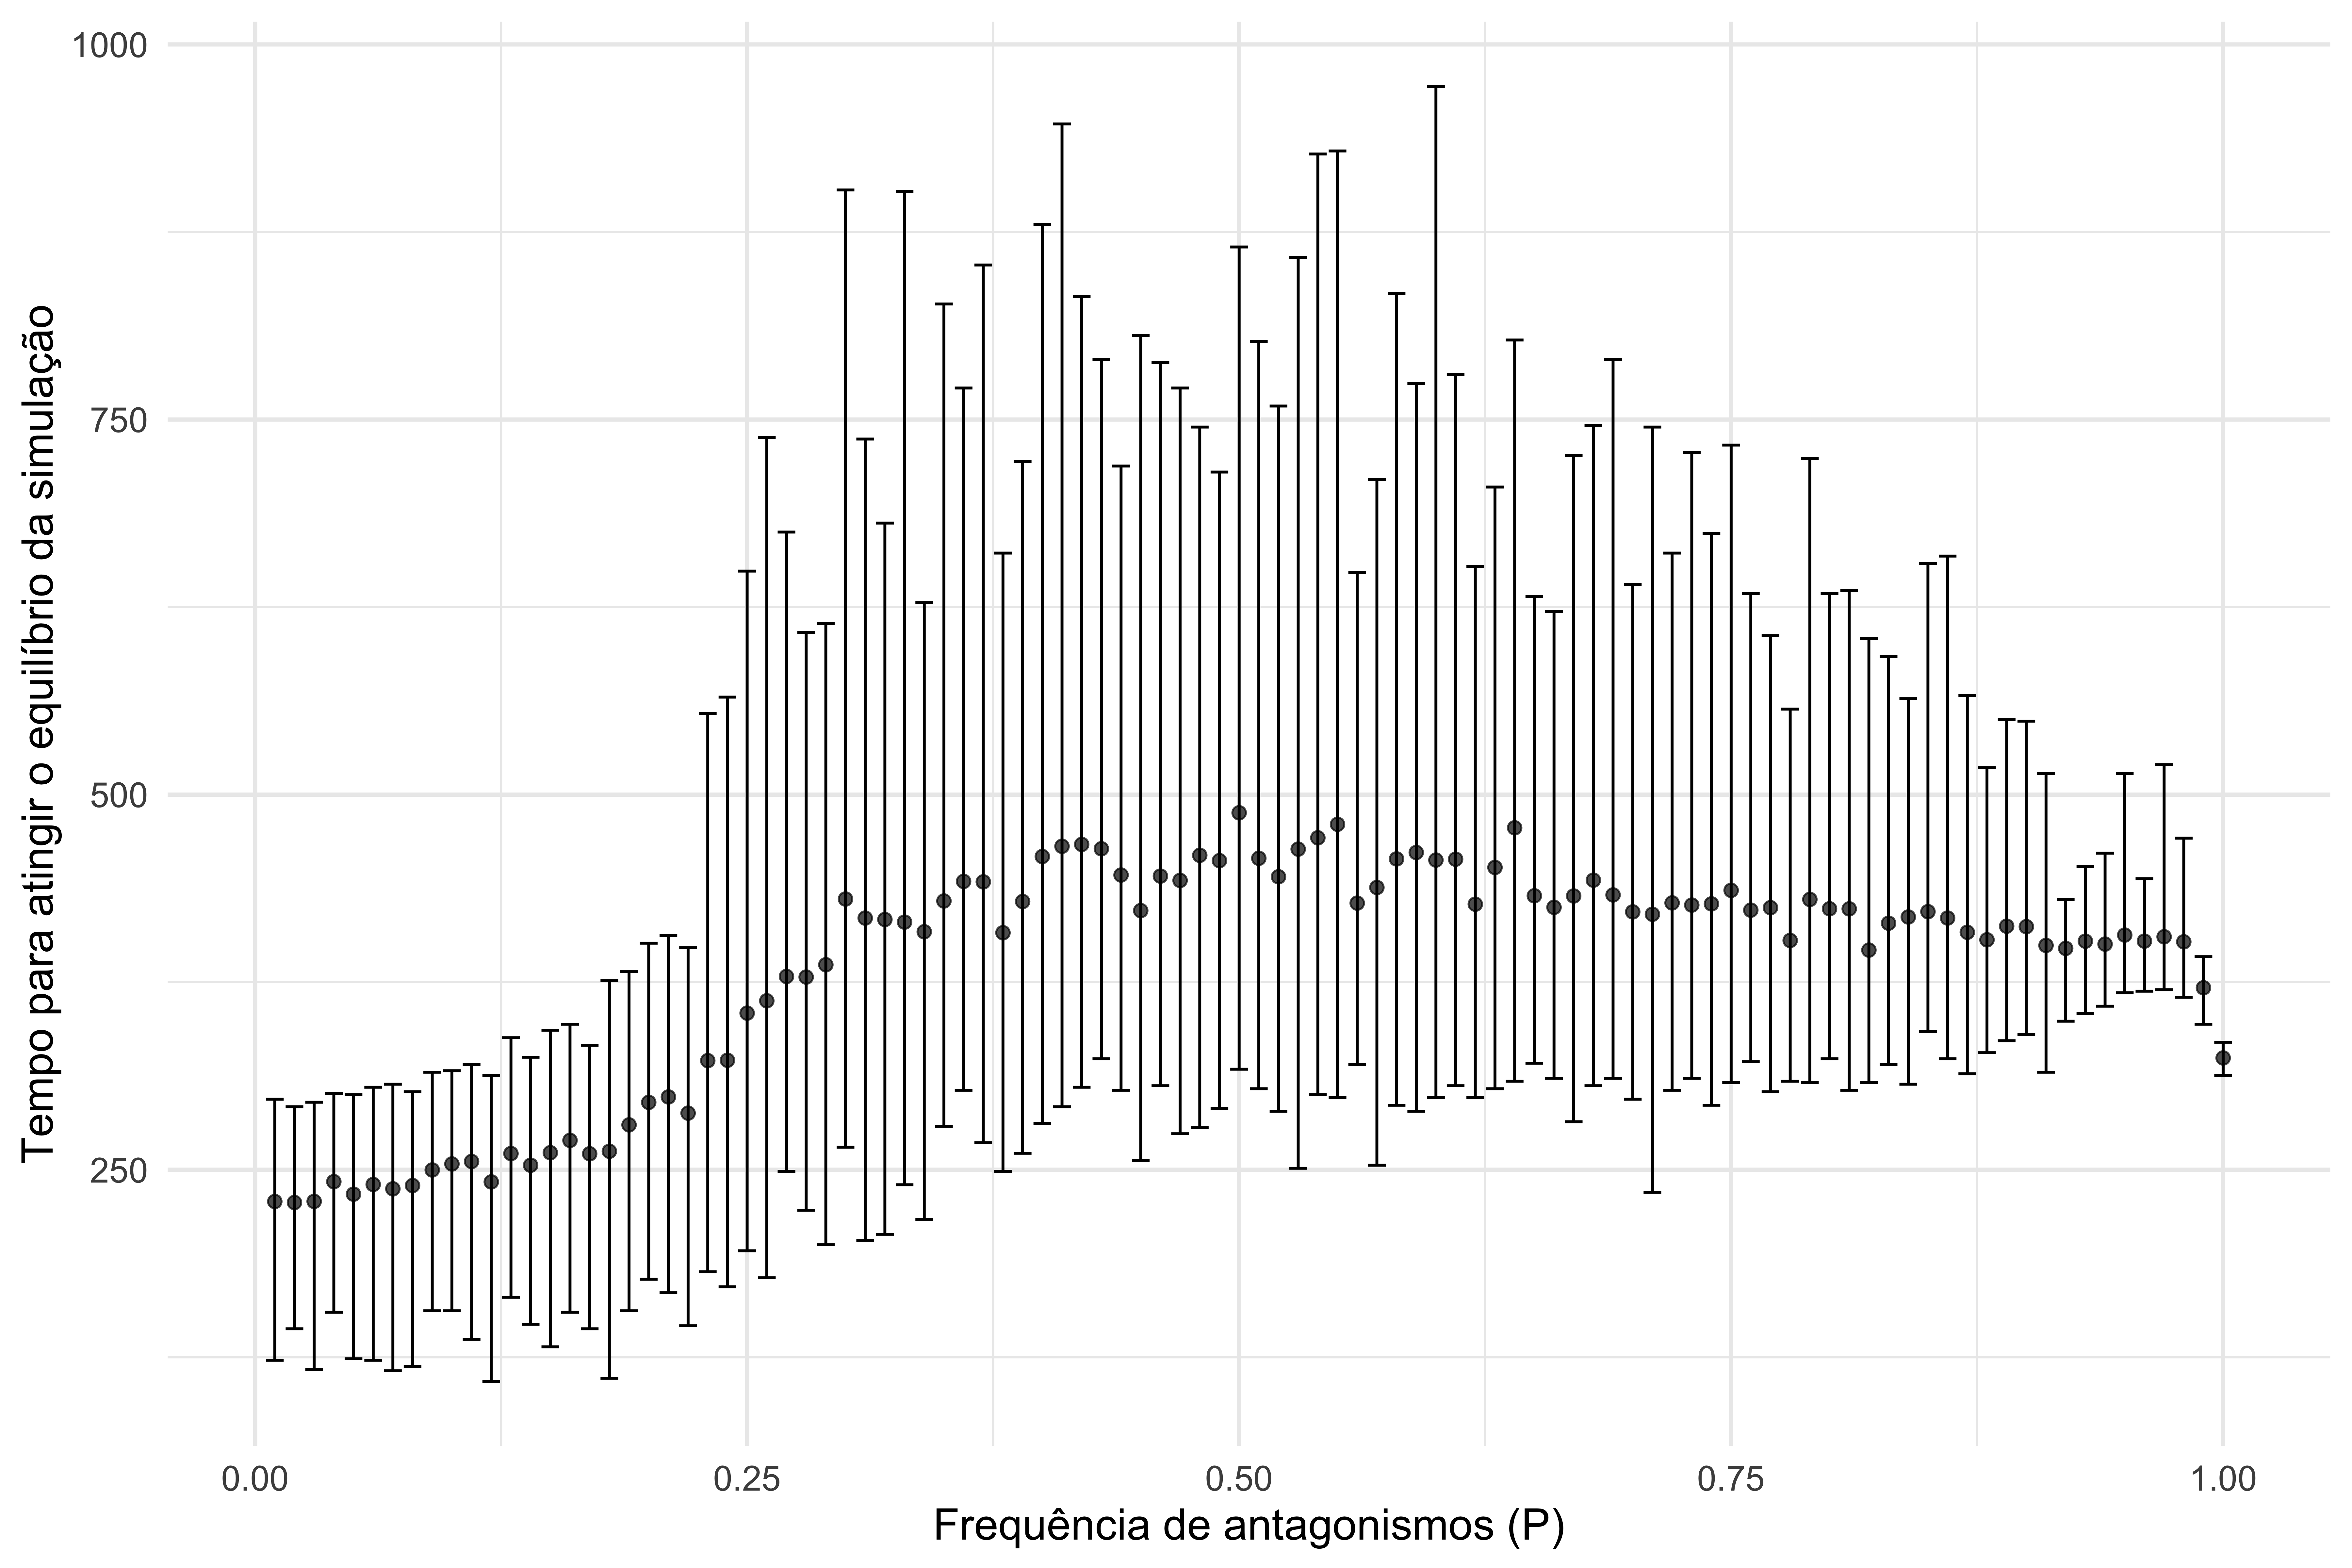 Tempo para atingir o equilíbrio da simulação
1000
750
500
250
0.00 0.25 0.50 0.75 1.00
Frequência de antagonismos (P)